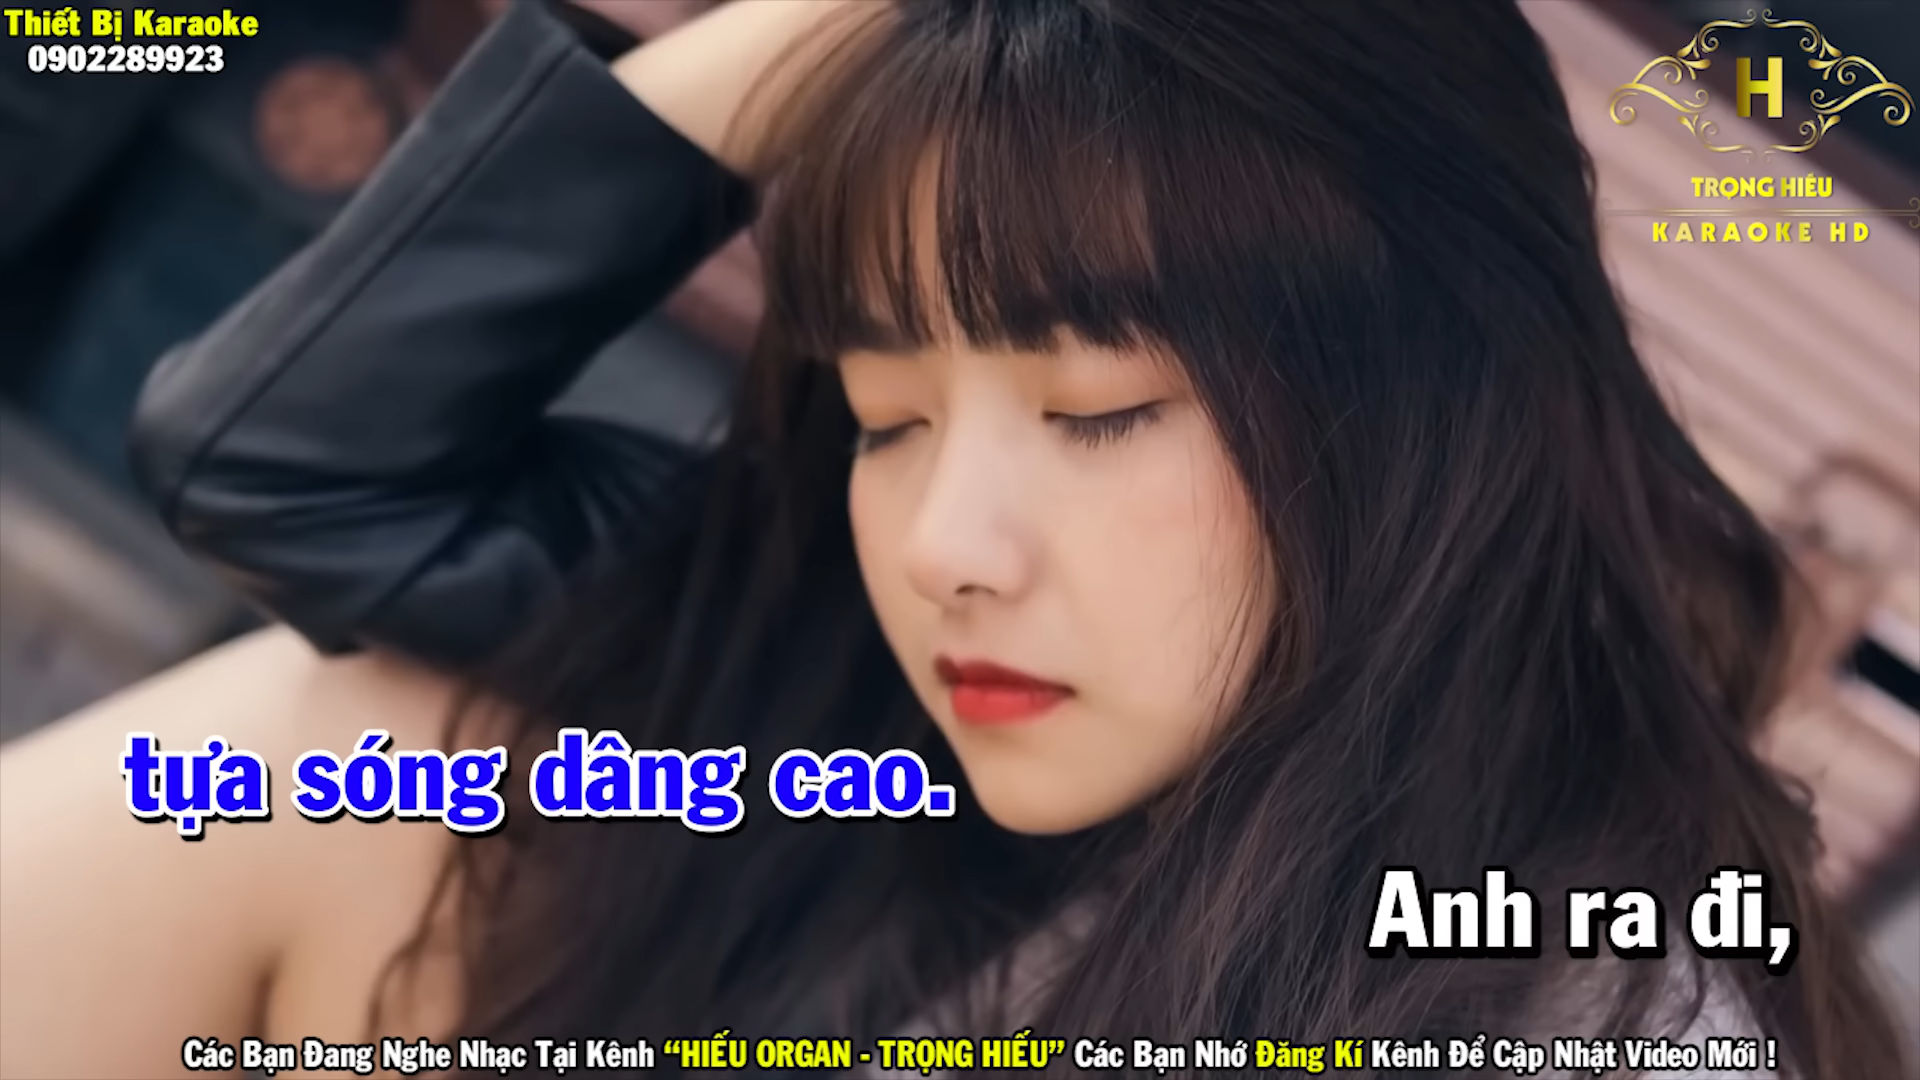 Thiết Bị Karaoke
0902289923
H
TRỌNG HIẾU
KARAOKE HD
tựa sóng dâng cao.
Anh ra đi,
Các Bạn Đang Nghe Nhạc Tại Kênh “HIẾU ORGAN - TRỌNG HIẾU” Các Bạn Nhớ Đăng Kí Kênh Để Cập Nhật Video Mới !